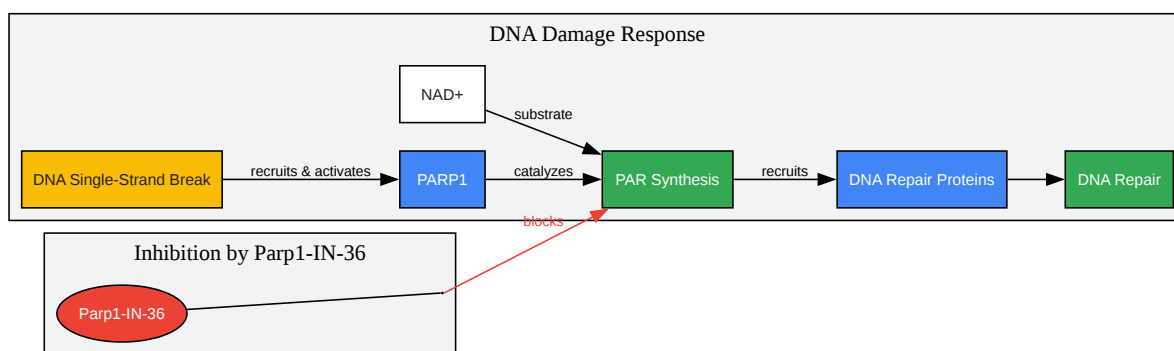 DNA Damage Response
NAD+
substrate
DNA Single-Strand Break
recruits & activates
PARP1
catalyzes
PAR Synthesis
recruits
DNA Repair Proteins
DNA Repair
blocks
Inhibition by Parp1-IN-36
Parp1-IN-36